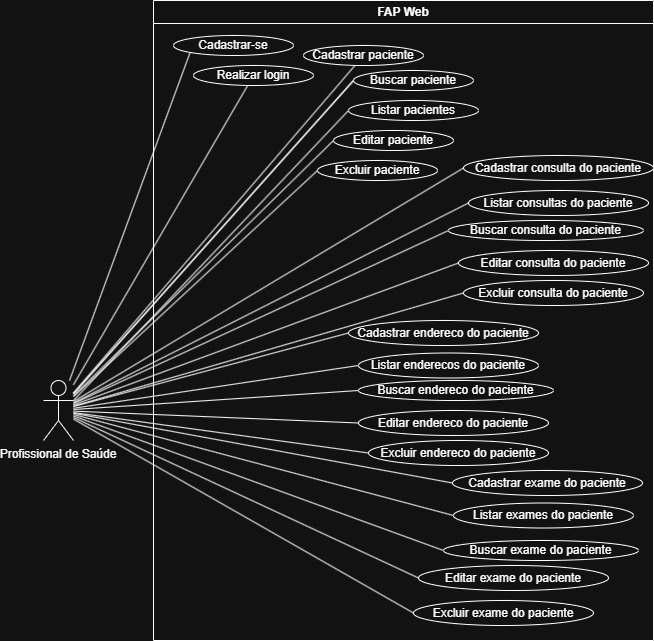 FAP Web
Cadastrar-se
Cadastrar paciente
Realizar login
Buscar paciente
Listar pacientes
Editar paciente
Excluir paciente
Cadastrar consulta do paciente
Listar consultas do paciente
Buscar consulta do paciente
Editar consulta do paciente
Excluir consulta do paciente
Cadastrar endereco do paciente
Listar enderecos do paciente
Buscar endereco do paciente
Editar endereco do paciente
Excluir endereco do paciente
Profissional de Saúde
Cadastrar exame do paciente
Listar exames do paciente
Buscar exame do paciente
Editar exame do paciente
Excluir exame do paciente